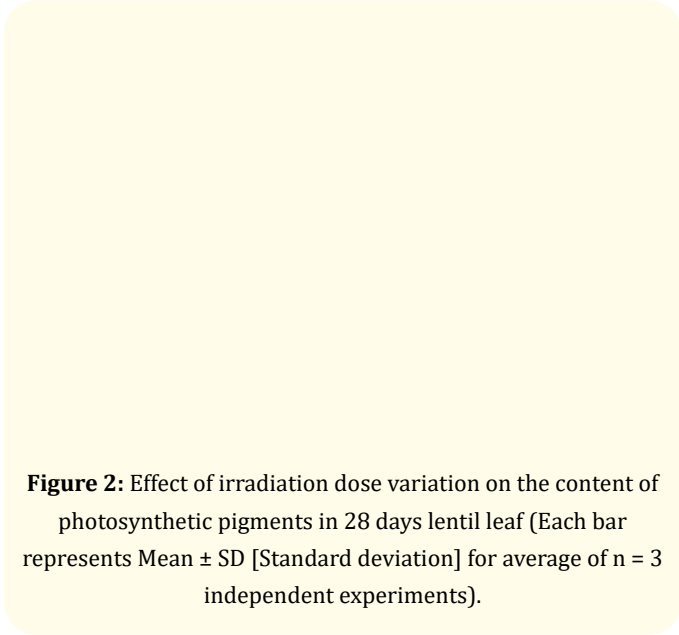 Figure 2: Effect of irradiation dose variation on the content of
photosynthetic pigments in 28 days lentil leaf (Each bar
represents Mean ± SD [Standard deviation] for average of n = 3
independent experiments).